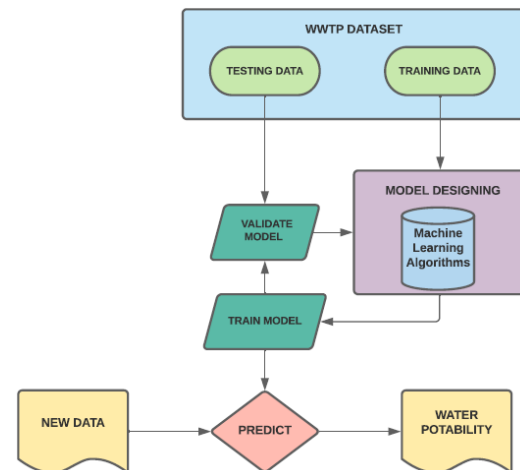 WWTP DATASET
TESTING DATA
TRAINING DATA
MODEL DESIGNING
Machine
Learning
Algorithms
VALIDATE
MODEL
TRAIN MODEL
NEW DATA
PREDICT
WATER
POTABILITY